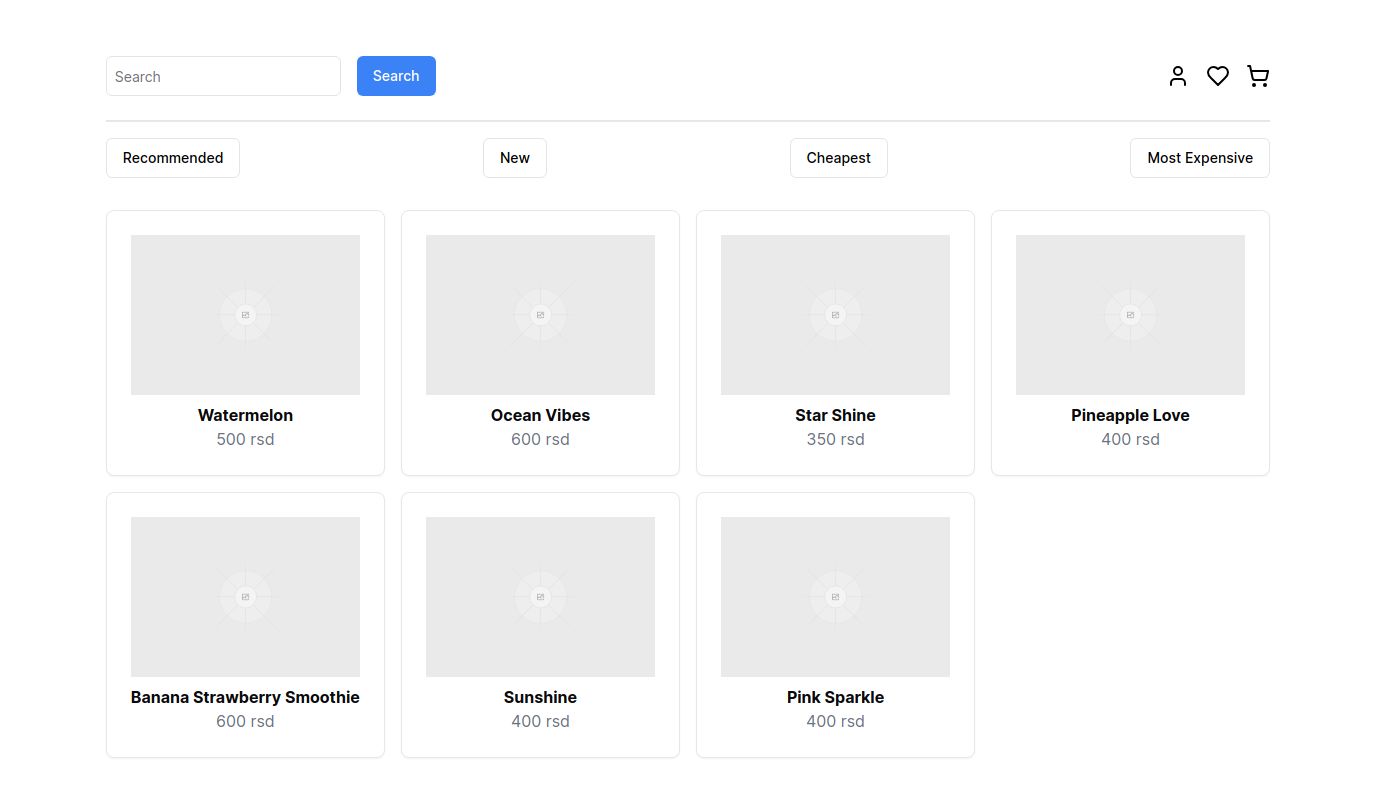 Search
Search
Recommended
New
Cheapest
Most Expensive
Watermelon
500 rsd
Ocean Vibes
600 rsd
Star Shine
350 rsd
Pineapple Love
400 rsd
Banana Strawberry Smoothie
600 rsd
Sunshine
400 rsd
Pink Sparkle
400 rsd